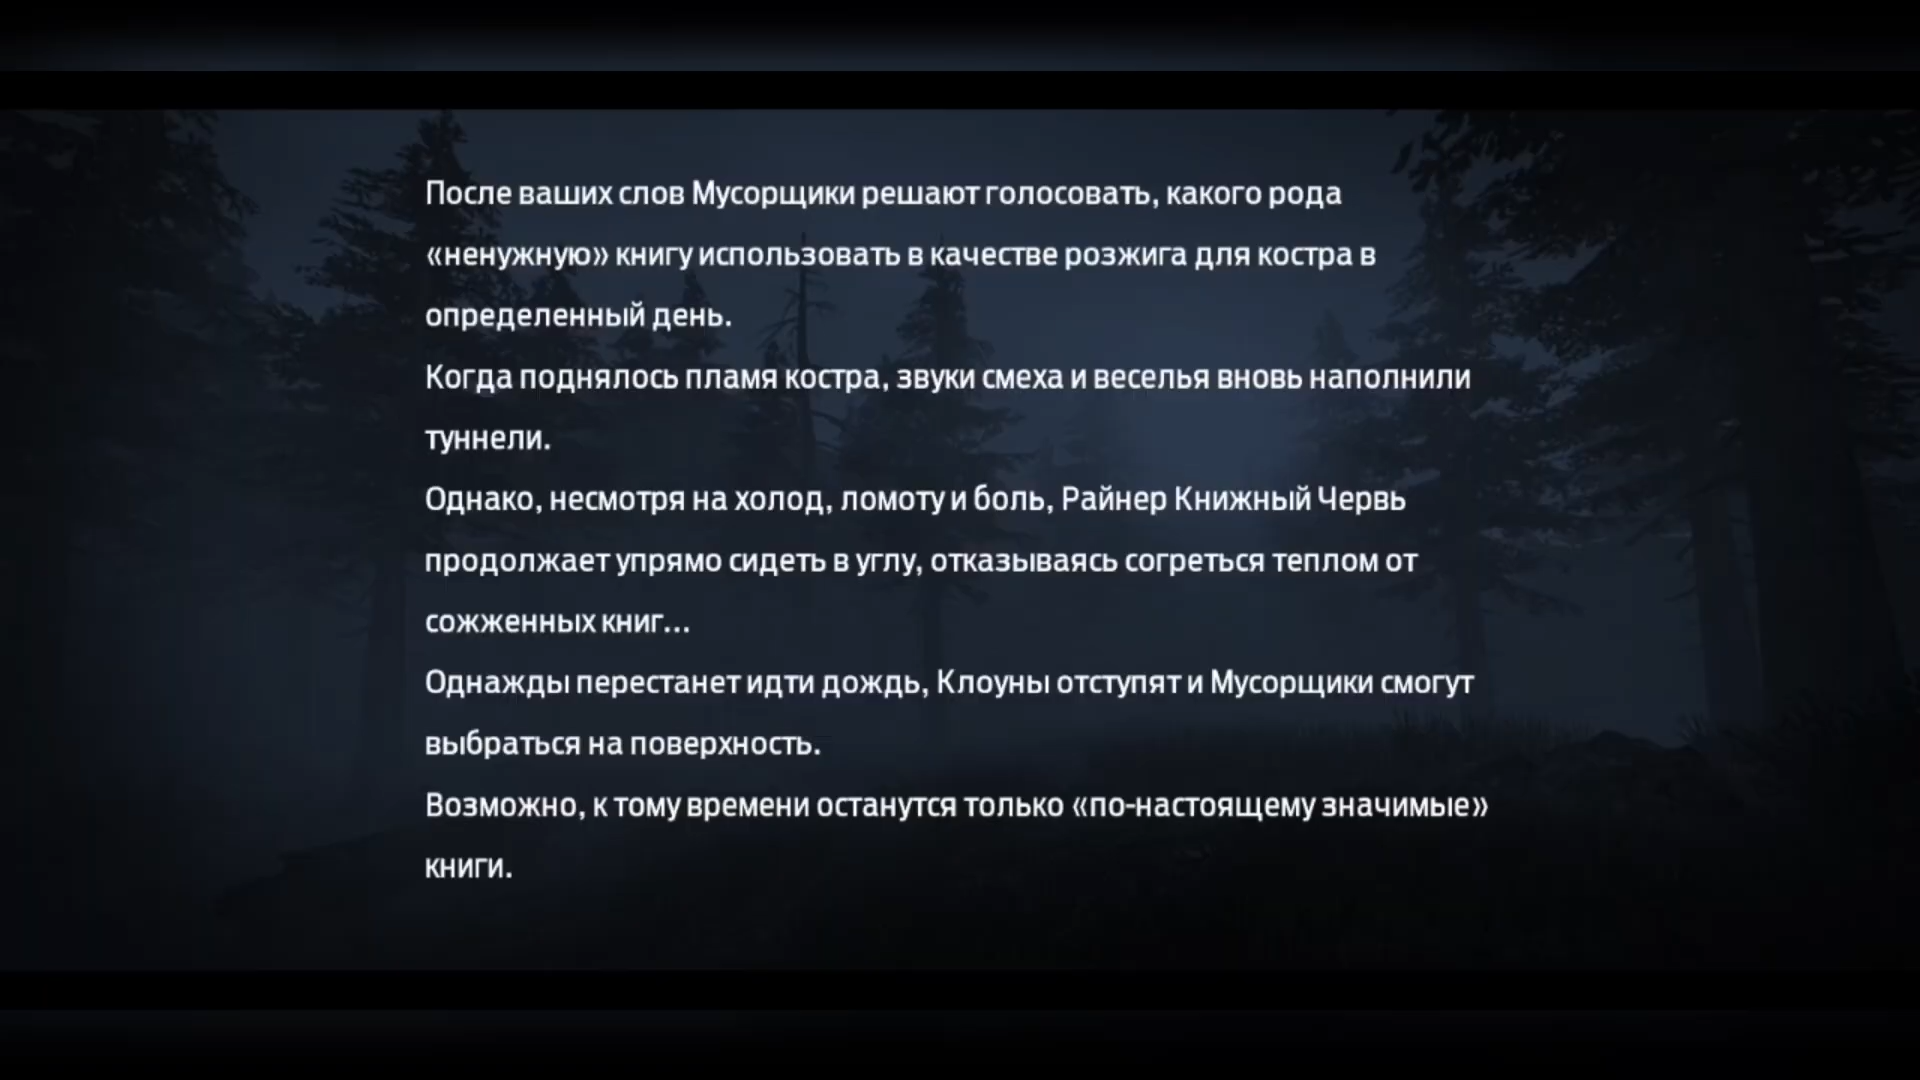 После ваших слов Мусорщики решают голосовать, какого рода
«ненужную» книгу использовать в качестве розжига для костра в
определенный день.
Когда поднялось пламя костра, звуки смеха и веселья вновь наполнили
туннели.
Однако, несмотря на холод, ломоту и боль, Райнер Книжный Червь
продолжает упрямо сидеть в углу, отказываясь согреться теплом от
сожженных книг...
Однажды перестанет идти дождь, Клоуны отступят и Мусорщики смогут
выбраться на поверхность.
Возможно, к тому времени останутся только «по-настоящему значимые»
книги.